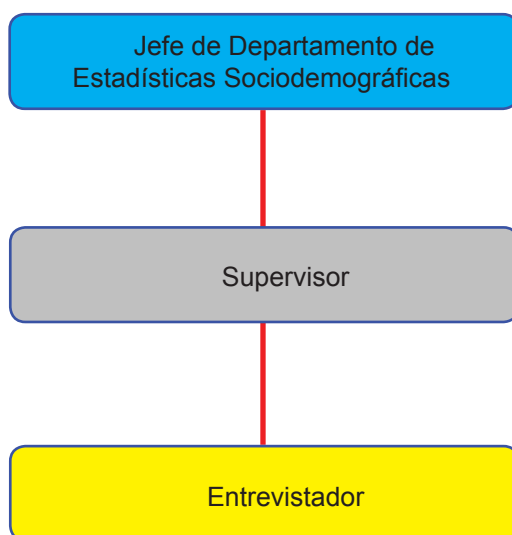 Jefe de Departamento de
Estadísticas Sociodemográficas
Supervisor
Entrevistador